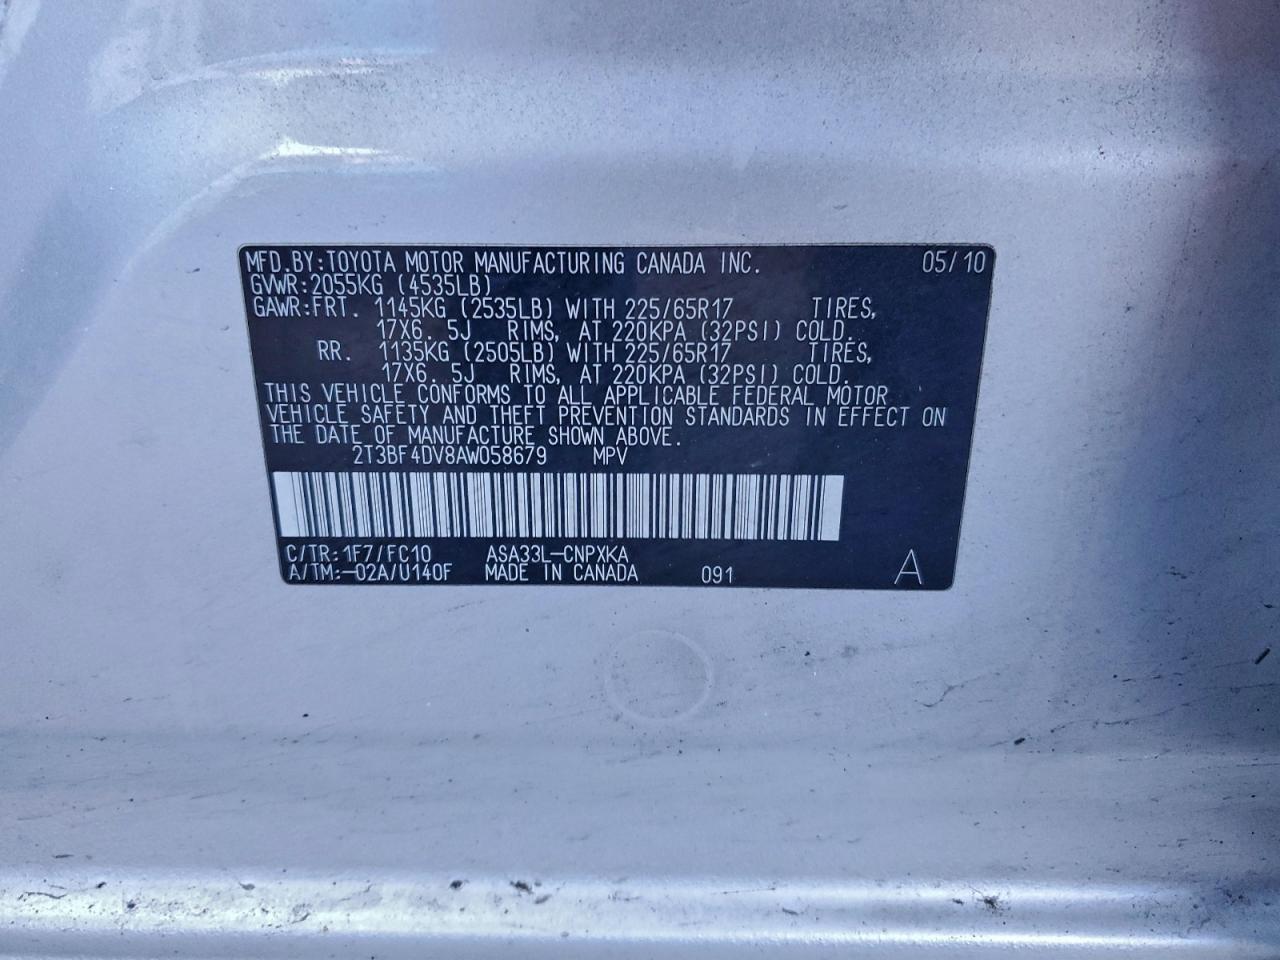 MFD.BY:TOYOTA MOTOR MANUFACTURING CANADA INC. 05/10
GVWR:2055KG (4535LB)
GAWR:FRT. 1145KG (2535LB) WITH 225/65R17 TIRES,
17X6.5J RIMS, AT 220KPA (32PSI) COLD.
RR. 1135KG (2505LB) WITH 225/65R17 TIRES,
17X6.5J RIMS, AT 220KPA (32PSI) COLD.
THIS VEHICLE CONFORMS TO ALL APPLICABLE FEDERAL MOTOR
VEHICLE SAFETY AND THEFT PREVENTION STANDARDS IN EFFECT ON
THE DATE OF MANUFACTURE SHOWN ABOVE.
2T3BF4DV8AW058679 MPV
C/TR:1F7/FC10 ASA33L-CNPXKA
A/TM:-02A/U140F MADE IN CANADA 091 A